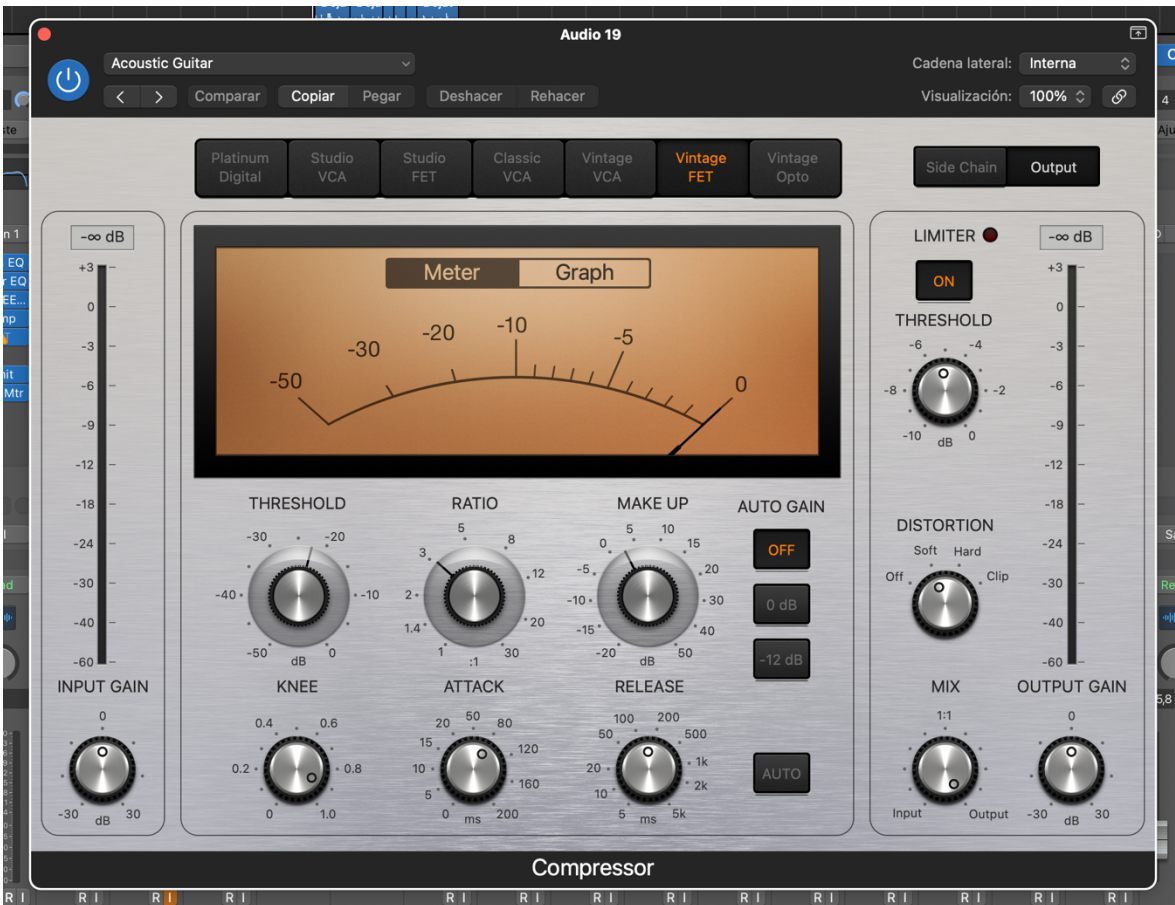 Audio 19
Acoustic Guitar
Cadena lateral: Interna
Comparar Copiar Pegar Deshacer Rehacer
Visualización: 100%
Platinum Digital
Studio VCA
Studio FET
Classic VCA
Vintage VCA
Vintage FET
Vintage Opto
Side Chain Output
-∞ dB
+3
0
-3
-6
-9
-12
-18
-24
-30
-40
-60
INPUT GAIN
0
-30 dB 30
Meter Graph
-50 -30 -20 -10 -5 0
THRESHOLD
-30 -20
-40 -10
-50 dB 0
RATIO
5
3 8
2 12
1.4 20
1 :1 30
MAKE UP
5 10
0 15
-5 20
-10 30
-15 40
-20 dB 50
AUTO GAIN
OFF
0 dB
-12 dB
KNEE
0.4 0.6
0.2 0.8
0 1.0
ATTACK
20 50 80
15 120
10 160
5
0 ms 200
RELEASE
100 200
50 500
20 1k
10 2k
5 ms 5k
AUTO
LIMITER
ON
THRESHOLD
-6 -4
-8 -2
-10 dB 0
DISTORTION
Soft Hard
Off Clip
MIX
1:1
Input Output
-∞ dB
+3
0
-3
-6
-9
-12
-18
-24
-30
-40
-60
OUTPUT GAIN
0
-30 dB 30
Compressor
R I R I R I R I R I R I R I R I R I R I R I R I R I R I